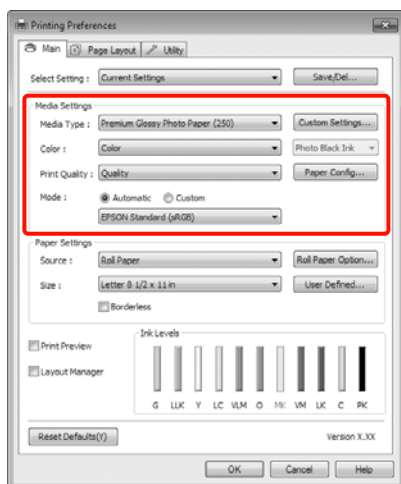 Printing Preferences
Main Page Layout Utility
Select Setting : Current Settings Save/Del...
Media Settings
Media Type : Premium Glossy Photo Paper (250) Custom Settings...
Color : Color Photo Black Ink
Print Quality : Quality Paper Config...
Mode : Automatic Custom
EPSON Standard (sRGB)
Paper Settings
Source : Roll Paper Roll Paper Option...
Size : Letter 8 1/2 x 11 in User Defined...
Borderless
Ink Levels
Print Preview
Layout Manager
G LLK Y LC VLM O MK VM LK C PK
Reset Defaults(Y) Version X.XX
OK Cancel Help